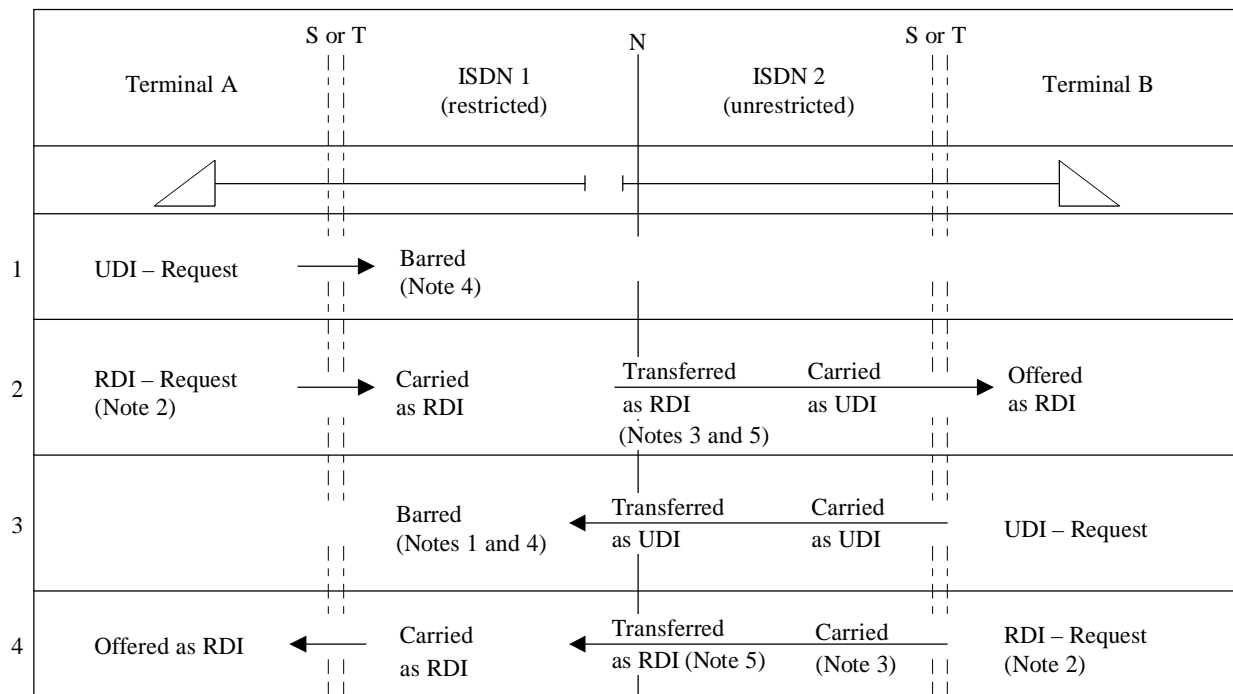 S or T
N
S or T
Terminal A
ISDN 1
(restricted)
ISDN 2
(unrestricted)
Terminal B
1
UDI – Request
Barred
(Note 4)
2
RDI – Request
(Note 2)
Carried
as RDI
Transferred
as RDI
(Notes 3 and 5)
Carried
as UDI
Offered
as RDI
3
Barred
(Notes 1 and 4)
Transferred
as UDI
Carried
as UDI
UDI – Request
4
Offered as RDI
Carried
as RDI
Transferred
as RDI (Note 5)
Carried
(Note 3)
RDI – Request
(Note 2)